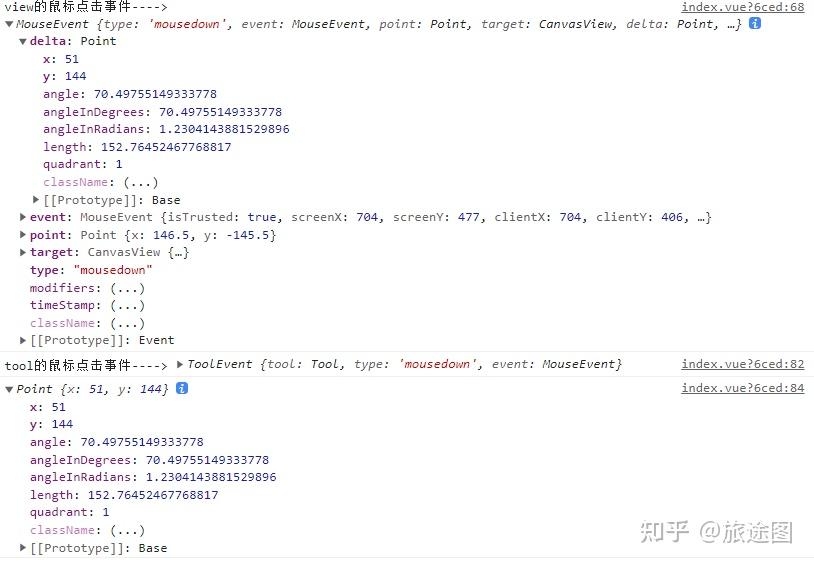 view的鼠标点击事件----> index.vue?6ced:68
▼MouseEvent {type: 'mousedown', event: MouseEvent, point: Point, target: CanvasView, delta: Point, …} i
▼delta: Point
x: 51
y: 144
angle: 70.49755149333778
angleInDegrees: 70.49755149333778
angleInRadians: 1.2304143881529896
length: 152.76452467768817
quadrant: 1
className: (...)
▶[[Prototype]]: Base
▶event: MouseEvent {isTrusted: true, screenX: 704, screenY: 477, clientX: 704, clientY: 406, …}
▶point: Point {x: 146.5, y: -145.5}
▶target: CanvasView {…}
type: "mousedown"
modifiers: (...)
timeStamp: (...)
className: (...)
▶[[Prototype]]: Event
tool的鼠标点击事件----> ▶ToolEvent {tool: Tool, type: 'mousedown', event: MouseEvent} index.vue?6ced:82
▼Point {x: 51, y: 144} i index.vue?6ced:84
x: 51
y: 144
angle: 70.49755149333778
angleInDegrees: 70.49755149333778
angleInRadians: 1.2304143881529896
length: 152.76452467768817
quadrant: 1
className: (...)
▶[[Prototype]]: Base
知乎 @旅途图